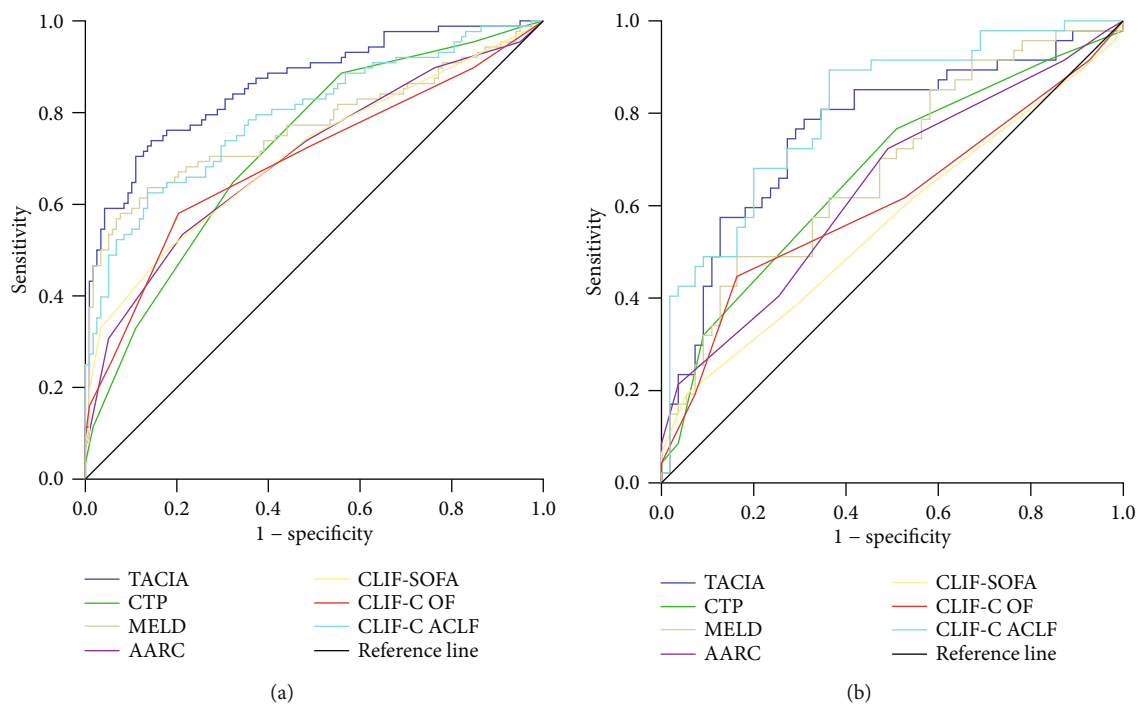 1.0
0.8
0.6
0.4
0.2
0.0
Sensitivity
0.0 0.2 0.4 0.6 0.8 1.0
1 − specificity
TACIA
CTP
MELD
AARC
CLIF-SOFA
CLIF-C OF
CLIF-C ACLF
Reference line
(a)
1.0
0.8
0.6
0.4
0.2
0.0
Sensitivity
0.0 0.2 0.4 0.6 0.8 1.0
1 − specificity
TACIA
CTP
MELD
AARC
CLIF-SOFA
CLIF-C OF
CLIF-C ACLF
Reference line
(b)